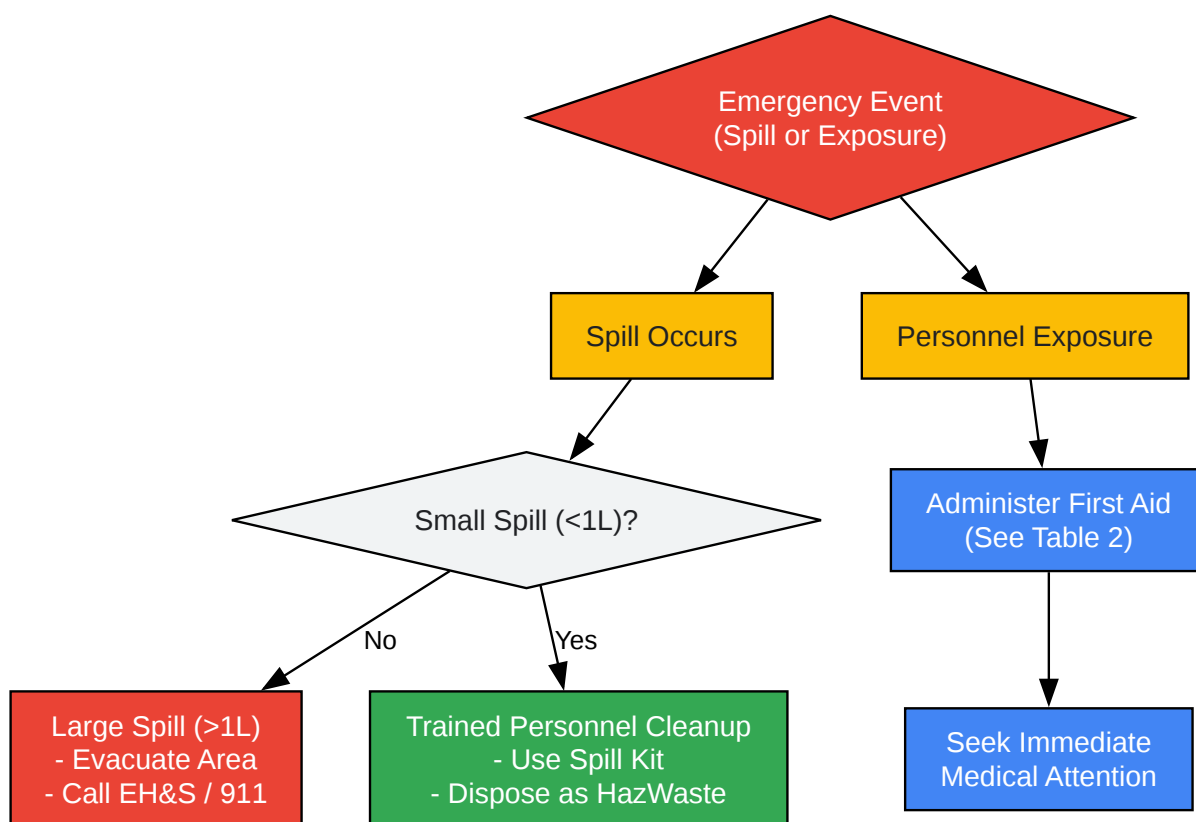 Emergency Event
(Spill or Exposure)
Spill Occurs
Personnel Exposure
Administer First Aid
(See Table 2)
Small Spill (<1L)?
No
Yes
Large Spill (>1L)
- Evacuate Area
- Call EH&S / 911
Trained Personnel Cleanup
- Use Spill Kit
- Dispose as HazWaste
Seek Immediate
Medical Attention